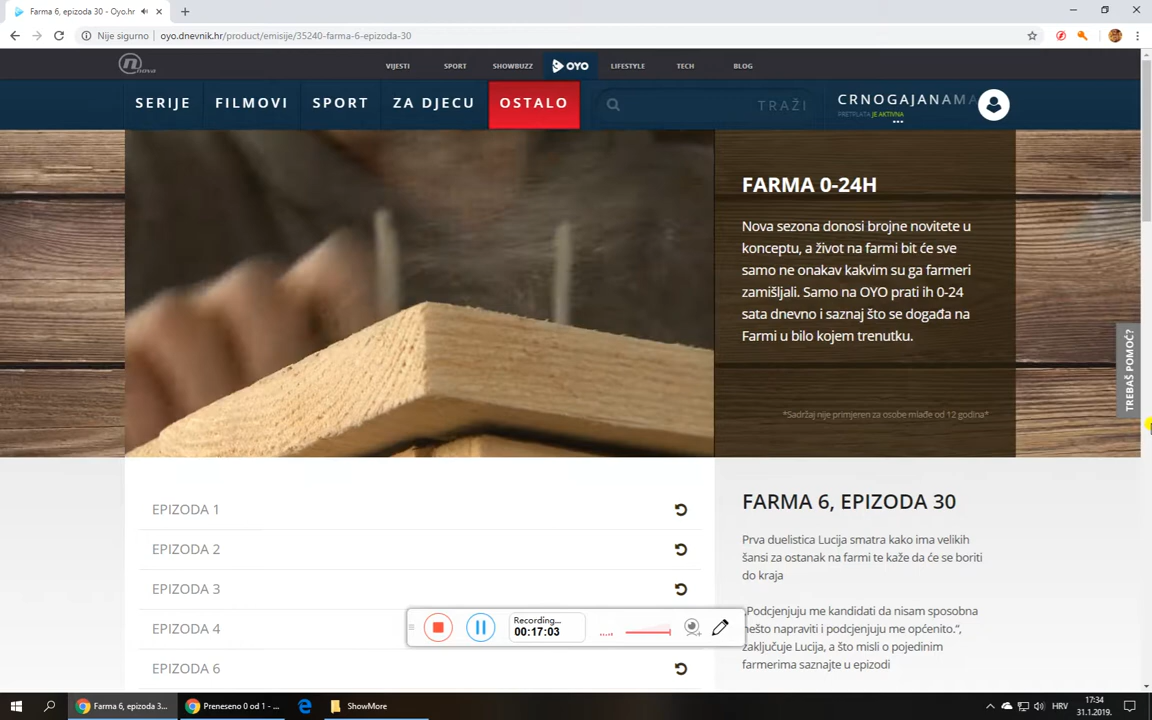 Farma 6, epizoda 30 - Oyo.hr
Nije sigurno
oyo.dnevnik.hr/product/emisije/35240-farma-6-epizoda-30
nova
VIJESTI
SPORT
SHOWBUZZ
OYO
LIFESTYLE
TECH
BLOG
SERIJE
FILMOVI
SPORT
ZA DJECU
OSTALO
TRAŽI
CRNOGAJANAMA
PRETPLATA JE AKTIVNA
FARMA 0-24H
Nova sezona donosi brojne novitete u
konceptu, a život na farmi bit će sve
samo ne onakav kakvim su ga farmeri
zamišljali. Samo na OYO prati ih 0-24
sata dnevno i saznaj što se događa na
Farmi u bilo kojem trenutku.
*Sadržaj nije primjeren za osobe mlađe od 12 godina*
TREBAŠ POMOĆ?
EPIZODA 1
EPIZODA 2
EPIZODA 3
EPIZODA 4
EPIZODA 6
FARMA 6, EPIZODA 30
Prva duelistica Lucija smatra kako ima velikih
šansi za ostanak na farmi te kaže da će se boriti
do kraja
„Podcjenjuju me kandidati da nisam sposobna
nešto napraviti i podcjenjuju me općenito.“,
zaključuje Lucija, a što misli o pojedinim
farmerima saznajte u epizodi
Recording...
00:17:03
Farma 6, epizoda 3...
Preneseno 0 od 1 - ...
ShowMore
HRV
17:34
31.1.2019.